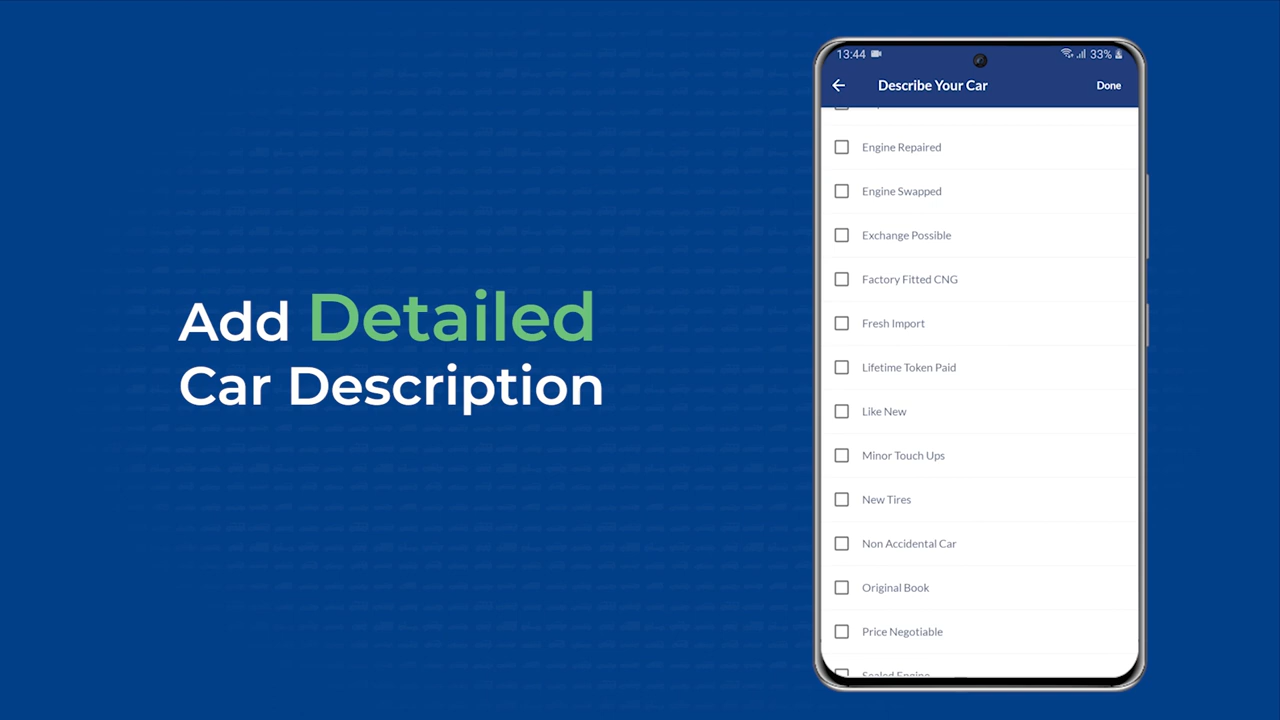 Add Detailed
Car Description
13:44
33%
Describe Your Car
Done
Engine Repaired
Engine Swapped
Exchange Possible
Factory Fitted CNG
Fresh Import
Lifetime Token Paid
Like New
Minor Touch Ups
New Tires
Non Accidental Car
Original Book
Price Negotiable
Sealed Engine